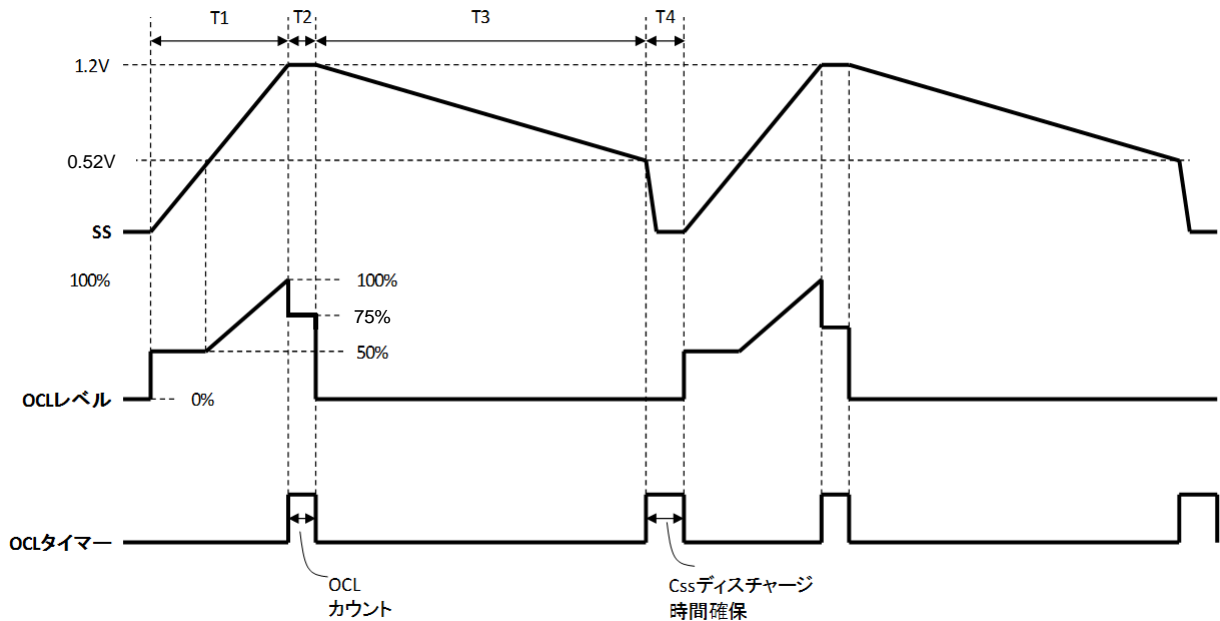 T1 T2 T3 T4
1.2V
0.52V
SS
100% 100%
75%
50%
OCLレベル 0%
OCLタイマー
OCL
カウント
Cssディスチャージ
時間確保